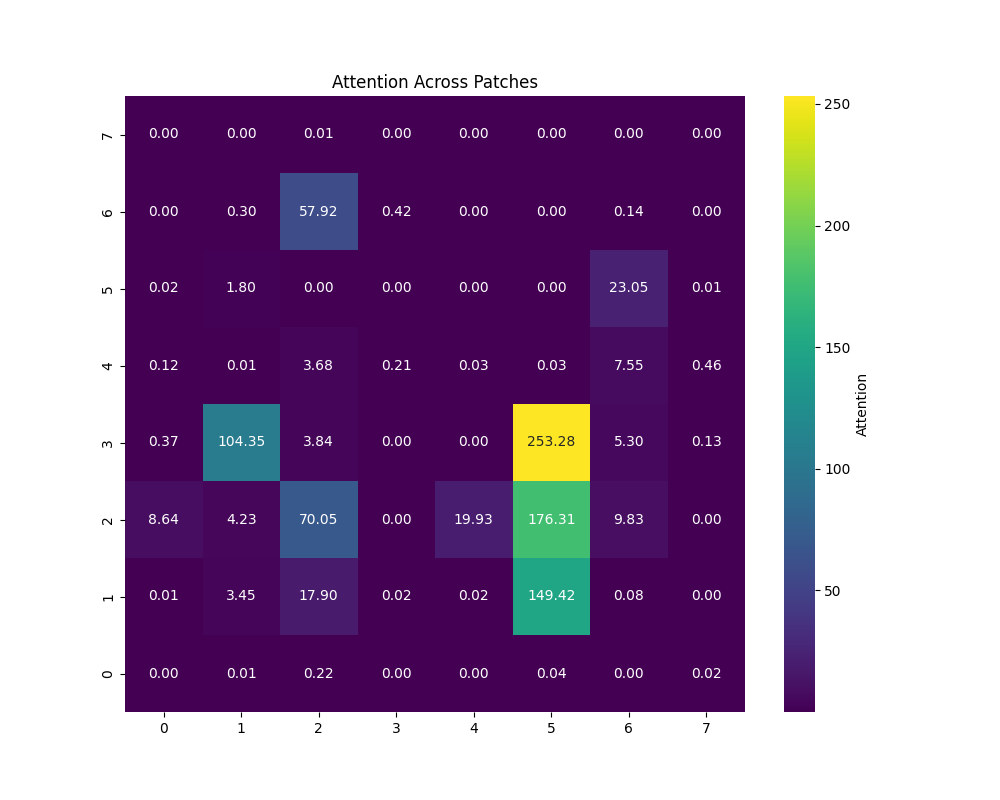 Attention Across Patches
7 0.00 0.00 0.01 0.00 0.00 0.00 0.00 0.00
6 0.00 0.30 57.92 0.42 0.00 0.00 0.14 0.00
5 0.02 1.80 0.00 0.00 0.00 0.00 23.05 0.01
4 0.12 0.01 3.68 0.21 0.03 0.03 7.55 0.46
3 0.37 104.35 3.84 0.00 0.00 253.28 5.30 0.13
2 8.64 4.23 70.05 0.00 19.93 176.31 9.83 0.00
1 0.01 3.45 17.90 0.02 0.02 149.42 0.08 0.00
0 0.00 0.01 0.22 0.00 0.00 0.04 0.00 0.02
0 1 2 3 4 5 6 7
250
200
150
100
50
Attention